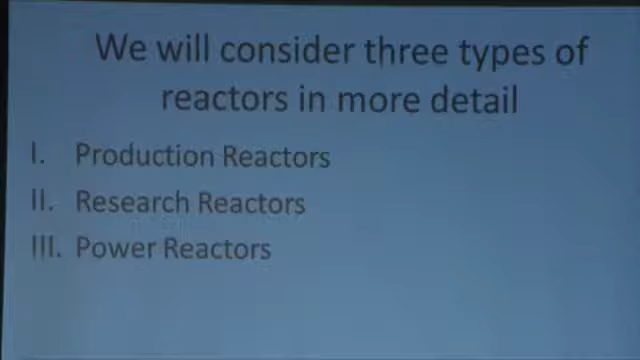 We will consider three types of
reactors in more detail
I. Production Reactors
II. Research Reactors
III. Power Reactors